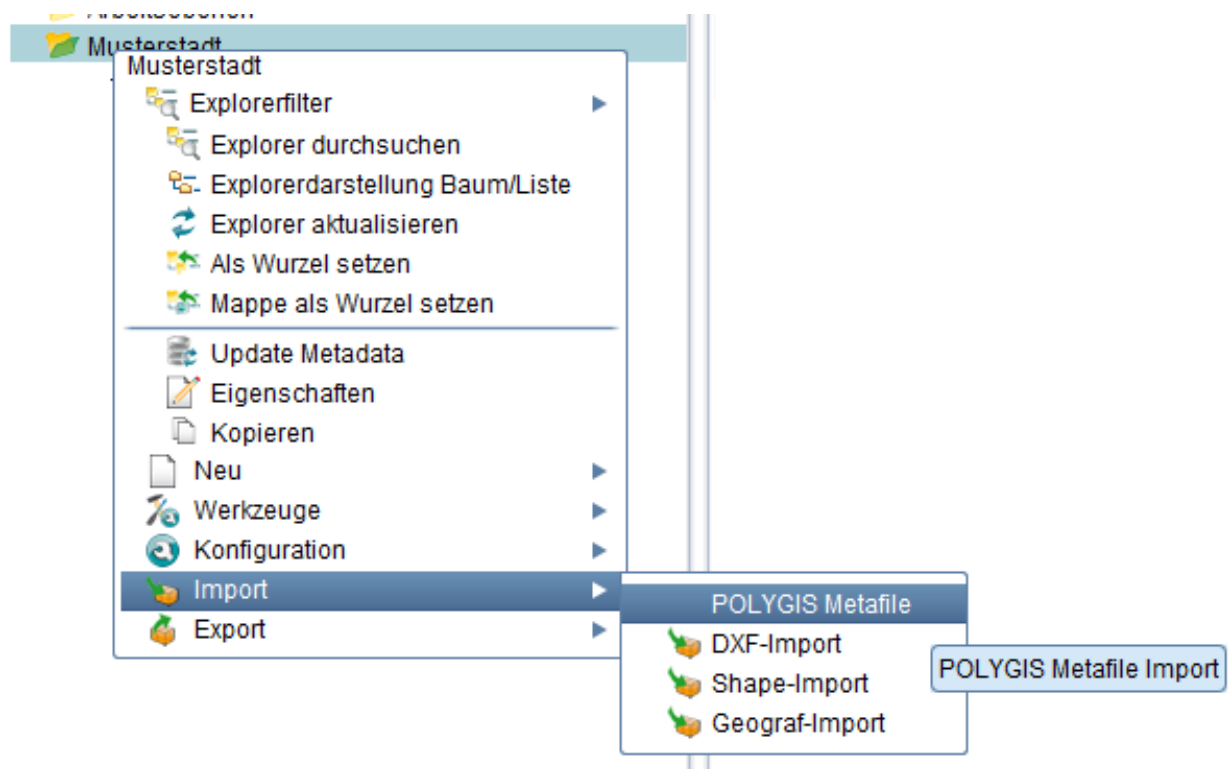 Arbeitsebenen
Musterstadt
Musterstadt
Explorerfilter
Explorer durchsuchen
Explorerdarstellung Baum/Liste
Explorer aktualisieren
Als Wurzel setzen
Mappe als Wurzel setzen
Update Metadata
Eigenschaften
Kopieren
Neu
Werkzeuge
Konfiguration
Import
Export
POLYGIS Metafile
DXF-Import
Shape-Import
Geograf-Import
POLYGIS Metafile Import